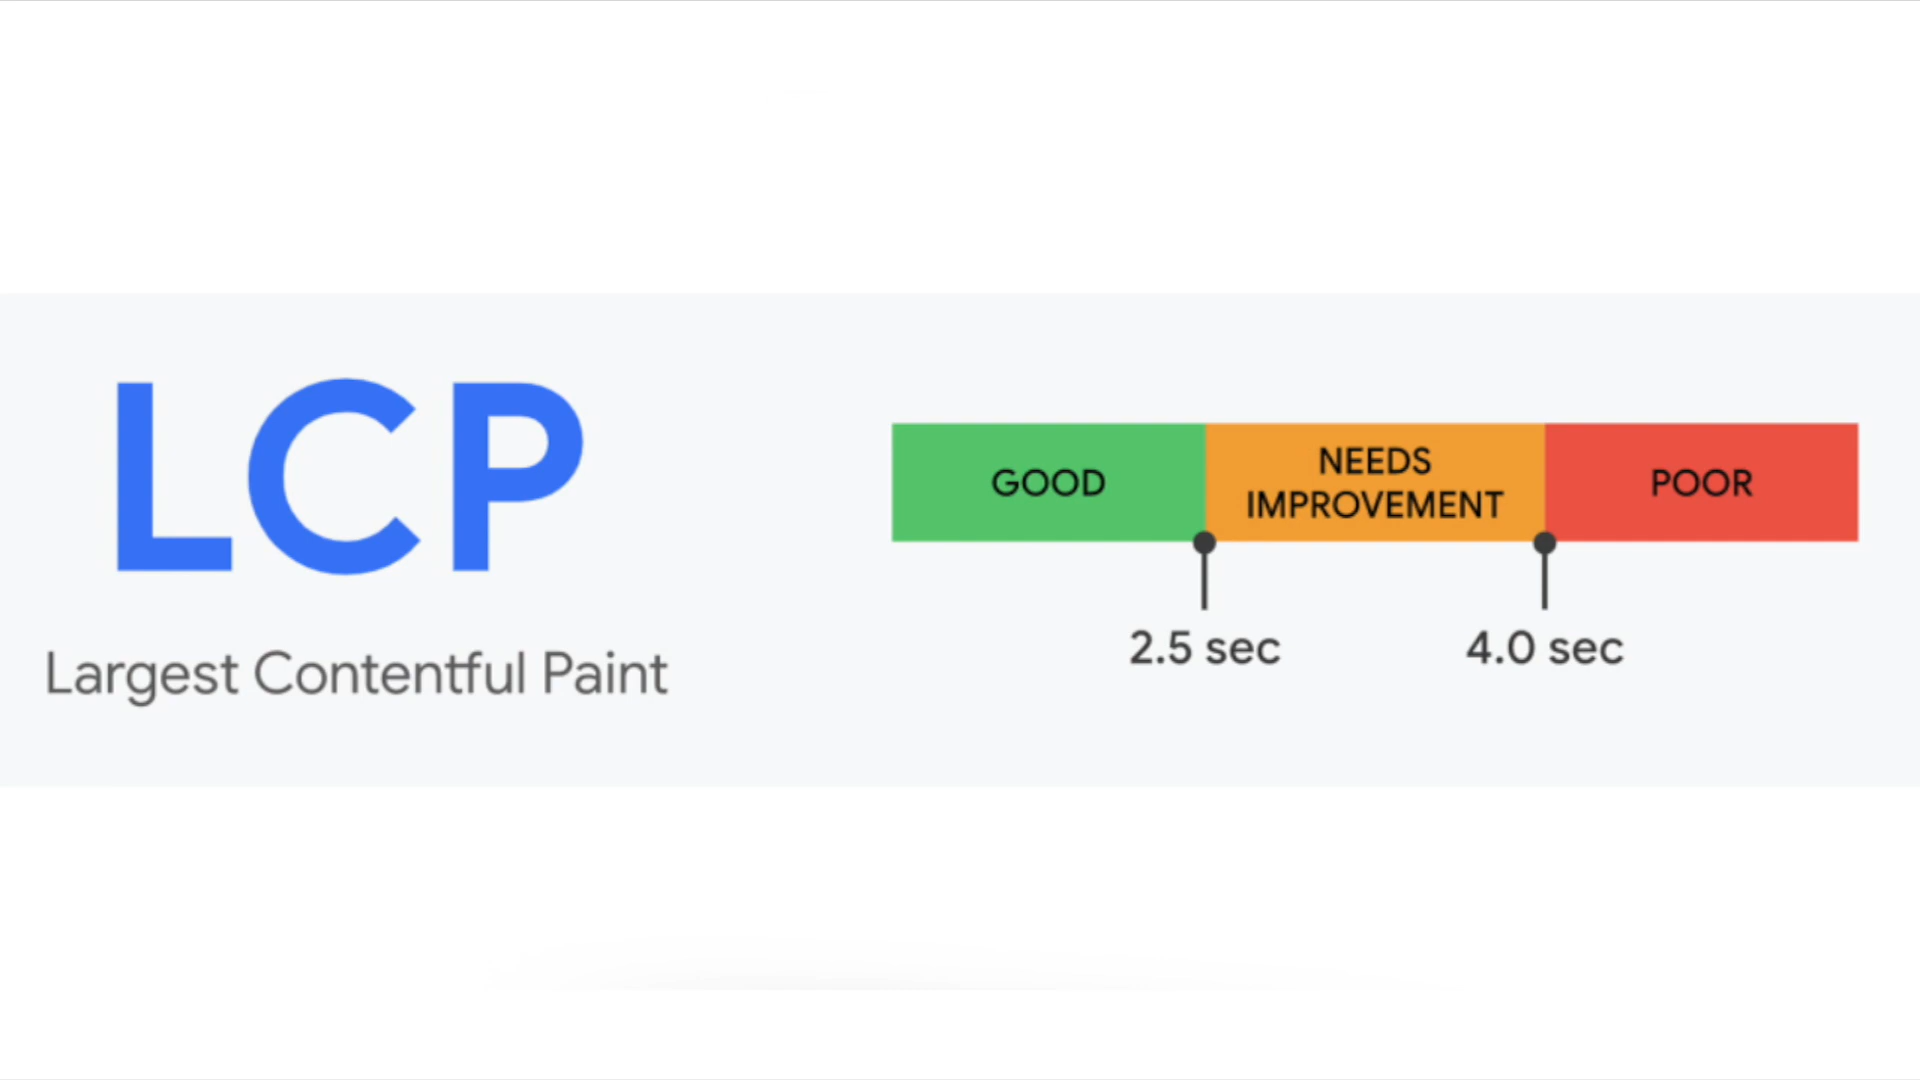 LCP
Largest Contentful Paint
GOOD
NEEDS
IMPROVEMENT
POOR
2.5 sec
4.0 sec